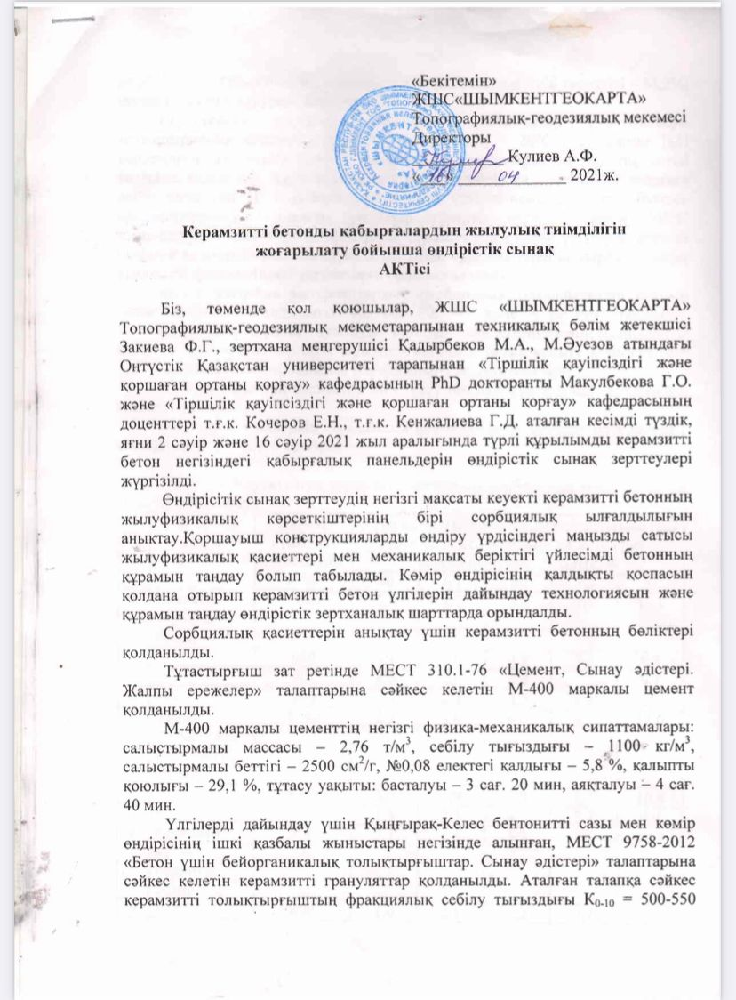 «Бекітемін»
ЖШС«ШЫМКЕНТГЕОКАРТА»
Топографиялық-геодезиялық мекемесі
Директоры
Кулиев А.Ф.
« 16 » 04 2021ж.
Керамзитті бетонды қабырғалардың жылулық тиімділігін
жоғарылату бойынша өндірістік сынақ
АКТісі
Біз, төменде қол қоюшылар, ЖШС «ШЫМКЕНТГЕОКАРТА»
Топографиялық-геодезиялық мекеметарапынан техникалық бөлім жетекшісі
Закиева Ф.Г., зертхана меңгерушісі Қадырбеков М.А., М.Әуезов атындағы
Оңтүстік Қазақстан университеті тарапынан «Тіршілік қауіпсіздігі және
қоршаған ортаны қорғау» кафедрасының PhD докторанты Макулбекова Г.О.
және «Тіршілік қауіпсіздігі және қоршаған ортаны қорғау» кафедрасының
доценттері т.ғ.к. Кочеров Е.Н., т.ғ.к. Кенжалиева Г.Д. аталған кесімді түздік,
яғни 2 сәуір және 16 сәуір 2021 жыл аралығында түрлі құрылымды керамзитті
бетон негізіндегі қабырғалық панельдерін өндірістік сынақ зерттеулері
жүргізілді.
Өндірісітік сынақ зерттеудің негізгі мақсаты кеуекті керамзитті бетонның
жылуфизикалық көрсеткіштерінің бірі сорбциялық ылғалдылығын
анықтау.Қоршауыш конструкцияларды өндіру үрдісіндегі маңызды сатысы
жылуфизикалық қасиеттері мен механикалық беріктігі үйлесімді бетонның
құрамын таңдау болып табылады. Көмір өндірісінің қалдықты қоспасын
қолдана отырып керамзитті бетон үлгілерін дайындау технологиясын және
құрамын таңдау өндірістік зертханалық шарттарда орындалды.
Сорбциялық қасиеттерін анықтау үшін керамзитті бетонның бөліктері
қолданылды.
Тұтастырғыш зат ретінде МЕСТ 310.1-76 «Цемент, Сынау әдістері.
Жалпы ережелер» талаптарына сәйкес келетін М-400 маркалы цемент
қолданылды.
М-400 маркалы цементтің негізгі физика-механикалық сипаттамалары:
салыстырмалы массасы – 2,76 т/м³, себілу тығыздығы – 1100 кг/м³,
салыстырмалы беттігі – 2500 см²/г, №0,08 електегі қалдығы – 5,8 %, қалыпты
қоюлығы – 29,1 %, тұтасу уақыты: басталуы – 3 сағ. 20 мин, аяқталуы – 4 сағ.
40 мин.
Үлгілерді дайындау үшін Қыңғырақ-Келес бентонитті сазы мен көмір
өндірісінің ішкі қазбалы жыныстары негізінде алынған, МЕСТ 9758-2012
«Бетон үшін бейорганикалық толықтырғыштар. Сынау әдістері» талаптарына
сәйкес келетін керамзитті грануляттар қолданылды. Аталған талапқа сәйкес
керамзитті толықтырғыштың фракциялық себілу тығыздығы К₀₋₁₀ = 500-550